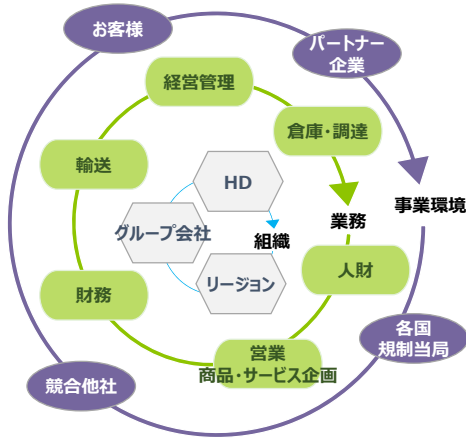 お客様
パートナー
企業
経営管理
倉庫・調達
輸送
HD
事業環境
業務
グループ会社
組織
リージョン
人財
財務
各国
規制当局
営業
商品・サービス企画
競合他社